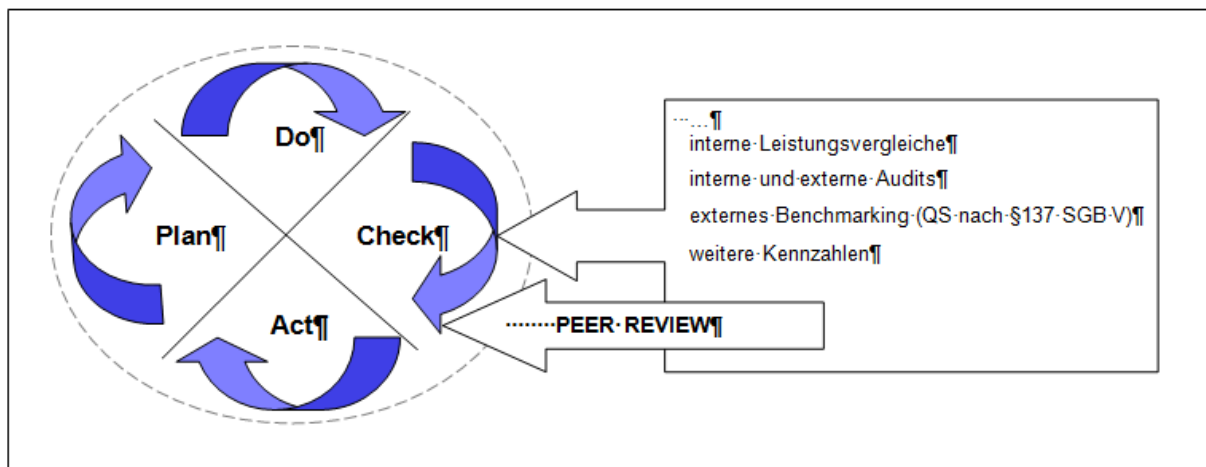 Do¶
Plan¶
Check¶
Act¶
····...¶
interne·Leistungsvergleiche¶
interne·und·externe·Audits¶
externes·Benchmarking·(QS·nach·§137·SGB·V)¶
weitere·Kennzahlen¶
········PEER·REVIEW¶